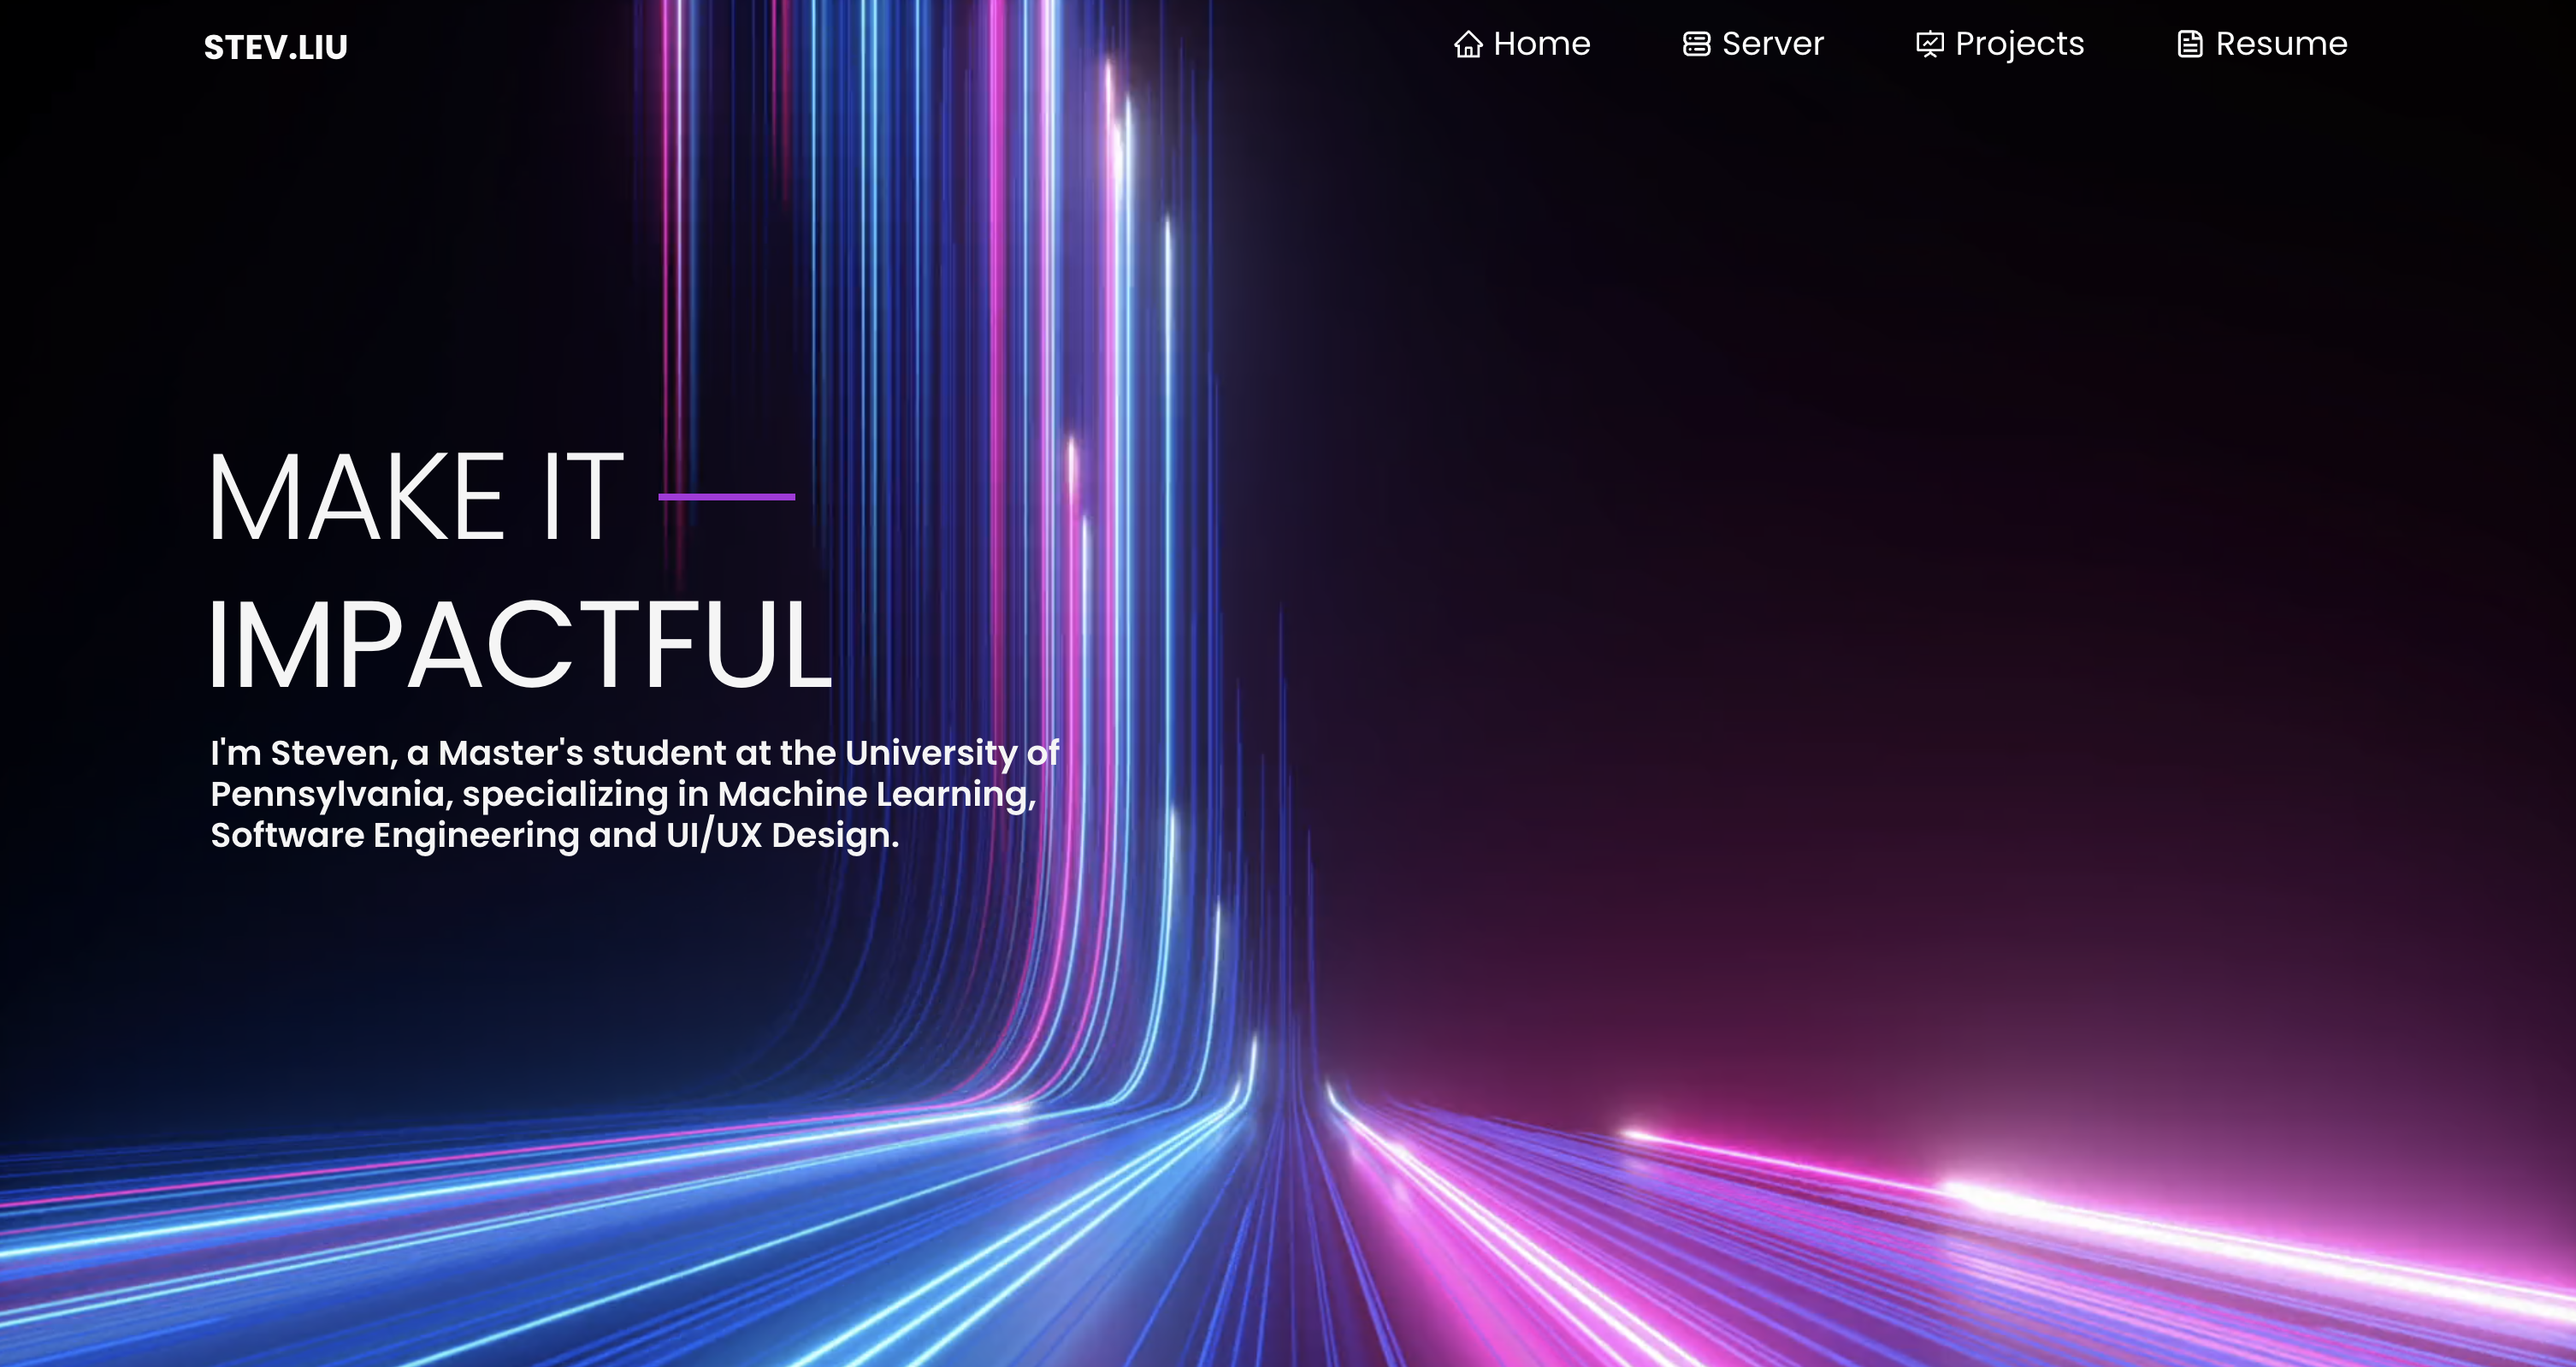 STEV.LIU
Home Server Projects Resume
MAKE IT
IMPACTFUL
I'm Steven, a Master's student at the University of
Pennsylvania, specializing in Machine Learning,
Software Engineering and UI/UX Design.